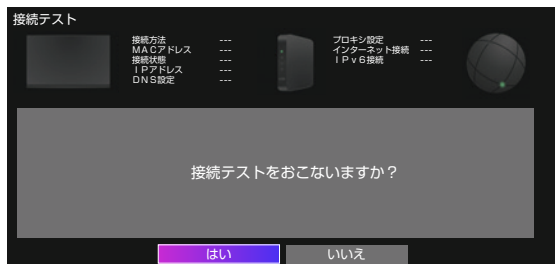 接続テスト
接続方法 ---
MACアドレス ---
接続状態 ---
IPアドレス ---
DNS設定 ---
プロキシ設定 ---
インターネット接続 ---
IPv6接続 ---
接続テストをおこないますか？
はい
いいえ